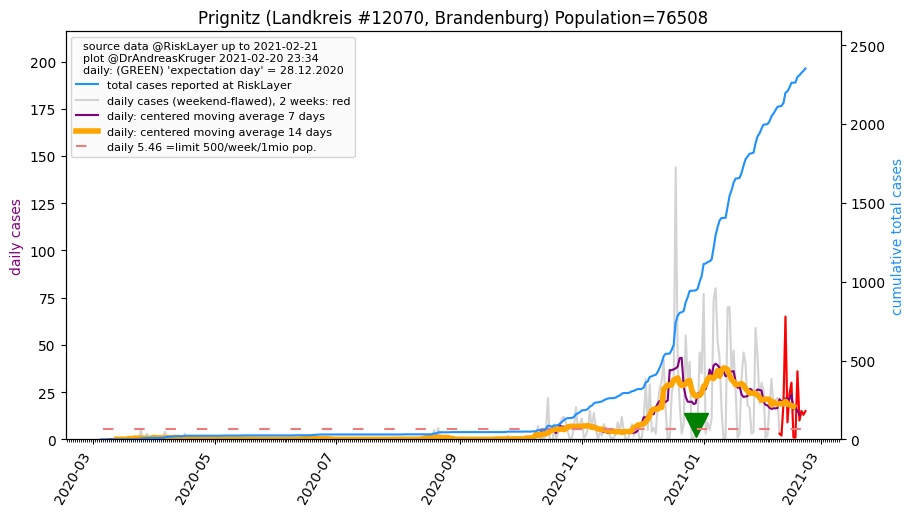 Prignitz (Landkreis #12070, Brandenburg) Population=76508
source data @RiskLayer up to 2021-02-21
plot @DrAndreasKruger 2021-02-20 23:34
daily: (GREEN) 'expectation day' = 28.12.2020
total cases reported at RiskLayer
daily cases (weekend-flawed), 2 weeks: red
daily: centered moving average 7 days
daily: centered moving average 14 days
daily 5.46 =limit 500/week/1mio pop.
daily cases
200
175
150
125
100
75
50
25
0
2500
2000
1500
1000
500
0
cumulative total cases
2020-03
2020-05
2020-07
2020-09
2020-11
2021-01
2021-03